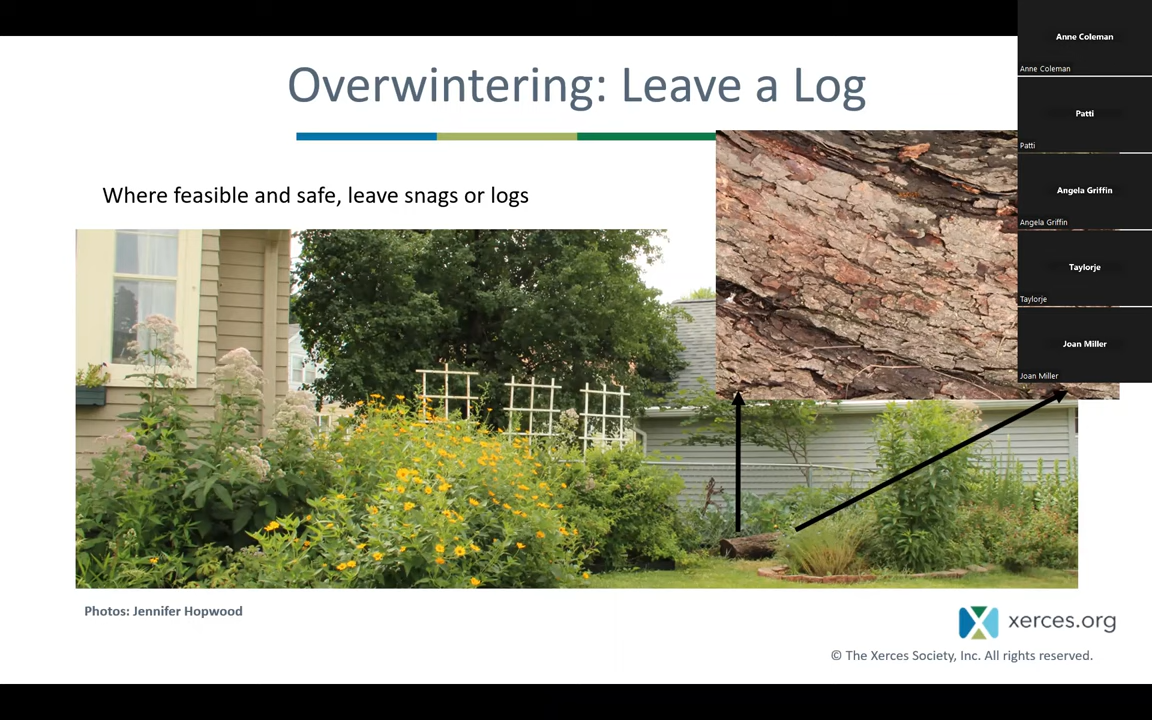 Overwintering: Leave a Log
Where feasible and safe, leave snags or logs
Photos: Jennifer Hopwood
xerces.org
© The Xerces Society, Inc. All rights reserved.
Anne Coleman
Anne Coleman
Patti
Patti
Angela Griffin
Angela Griffin
Taylorje
Taylorje
Joan Miller
Joan Miller